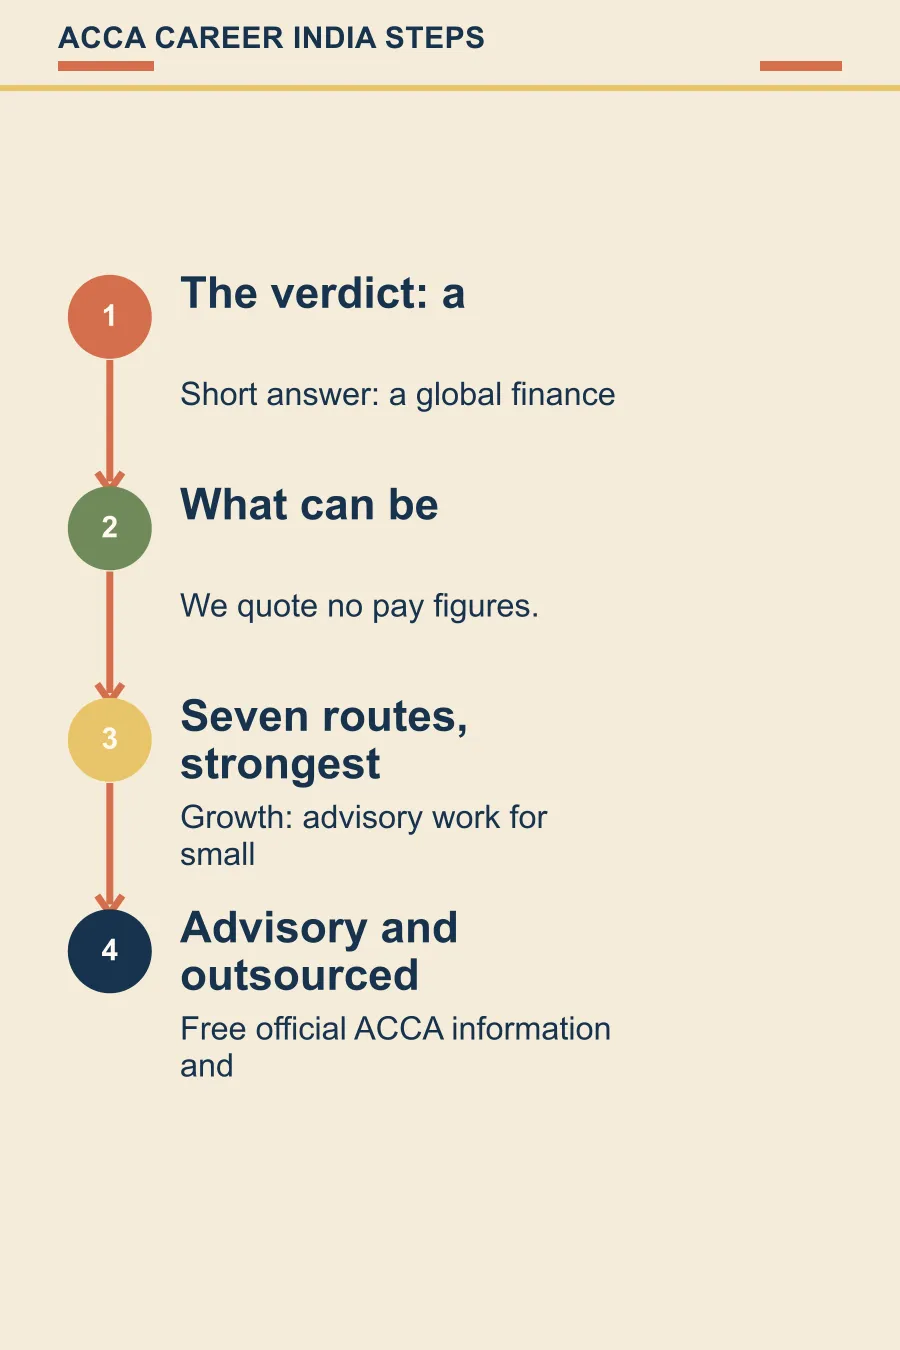 ACCA CAREER INDIA STEPS
1
The verdict: a
Short answer: a global finance
2
What can be
We quote no pay figures.
3
Seven routes,
strongest
Growth: advisory work for
small
4
Advisory and
outsourced
Free official ACCA information
and